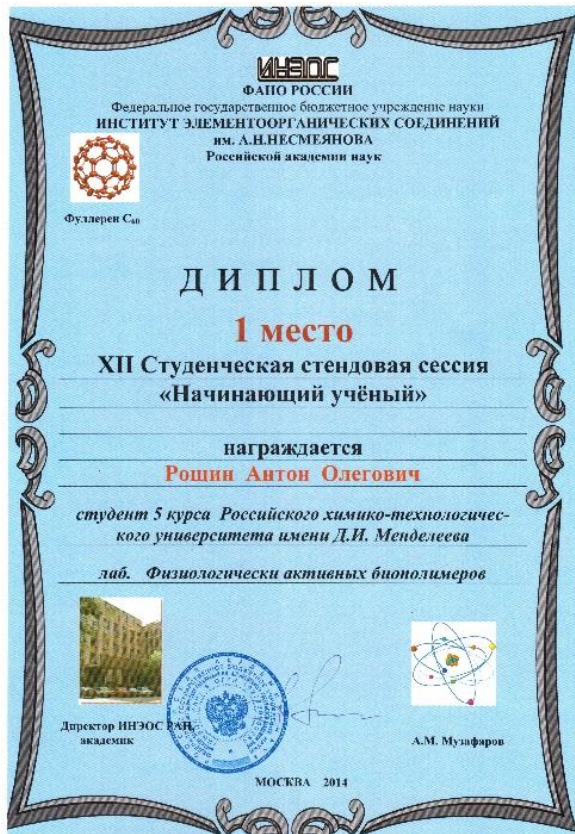 ИНЭОС
ФАНО РОССИИ
Федеральное государственное бюджетное учреждение науки
ИНСТИТУТ ЭЛЕМЕНТООРГАНИЧЕСКИХ СОЕДИНЕНИЙ
им. А.Н.НЕСМЕЯНОВА
Российской академии наук
Фуллерен C₆₀
ДИПЛОМ
1 место
XII Студенческая стендовая сессия
«Начинающий учёный»
награждается
Рошин Антон Олегович
студент 5 курса Российского химико-технологичес-
кого университета имени Д.И. Менделеева
лаб. Физиологически активных биополимеров
Директор ИНЭОС РАН,
академик
А.М. Музафаров
МОСКВА 2014